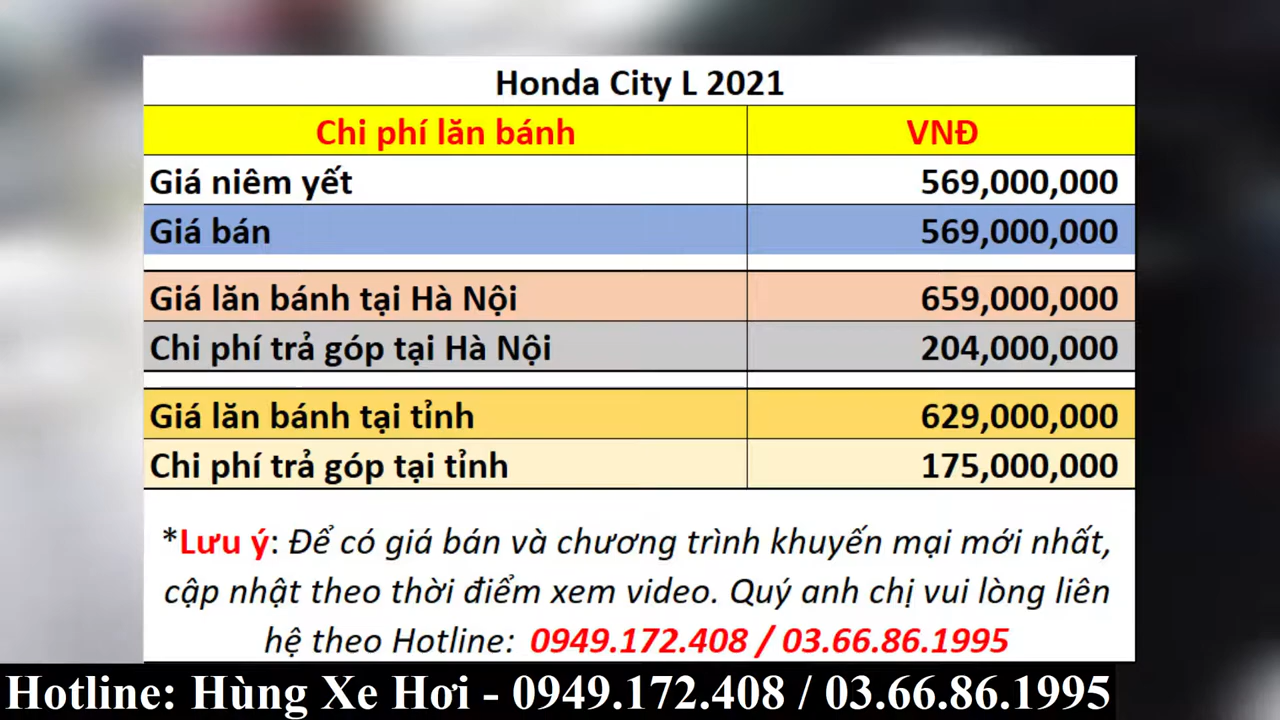 Honda City L 2021
Chi phí lăn bánh VNĐ
Giá niêm yết 569,000,000
Giá bán 569,000,000
Giá lăn bánh tại Hà Nội 659,000,000
Chi phí trả góp tại Hà Nội 204,000,000
Giá lăn bánh tại tỉnh 629,000,000
Chi phí trả góp tại tỉnh 175,000,000
*Lưu ý: Để có giá bán và chương trình khuyến mại mới nhất,
cập nhật theo thời điểm xem video. Quý anh chị vui lòng liên
hệ theo Hotline: 0949.172.408 / 03.66.86.1995
Hotline: Hùng Xe Hơi - 0949.172.408 / 03.66.86.1995